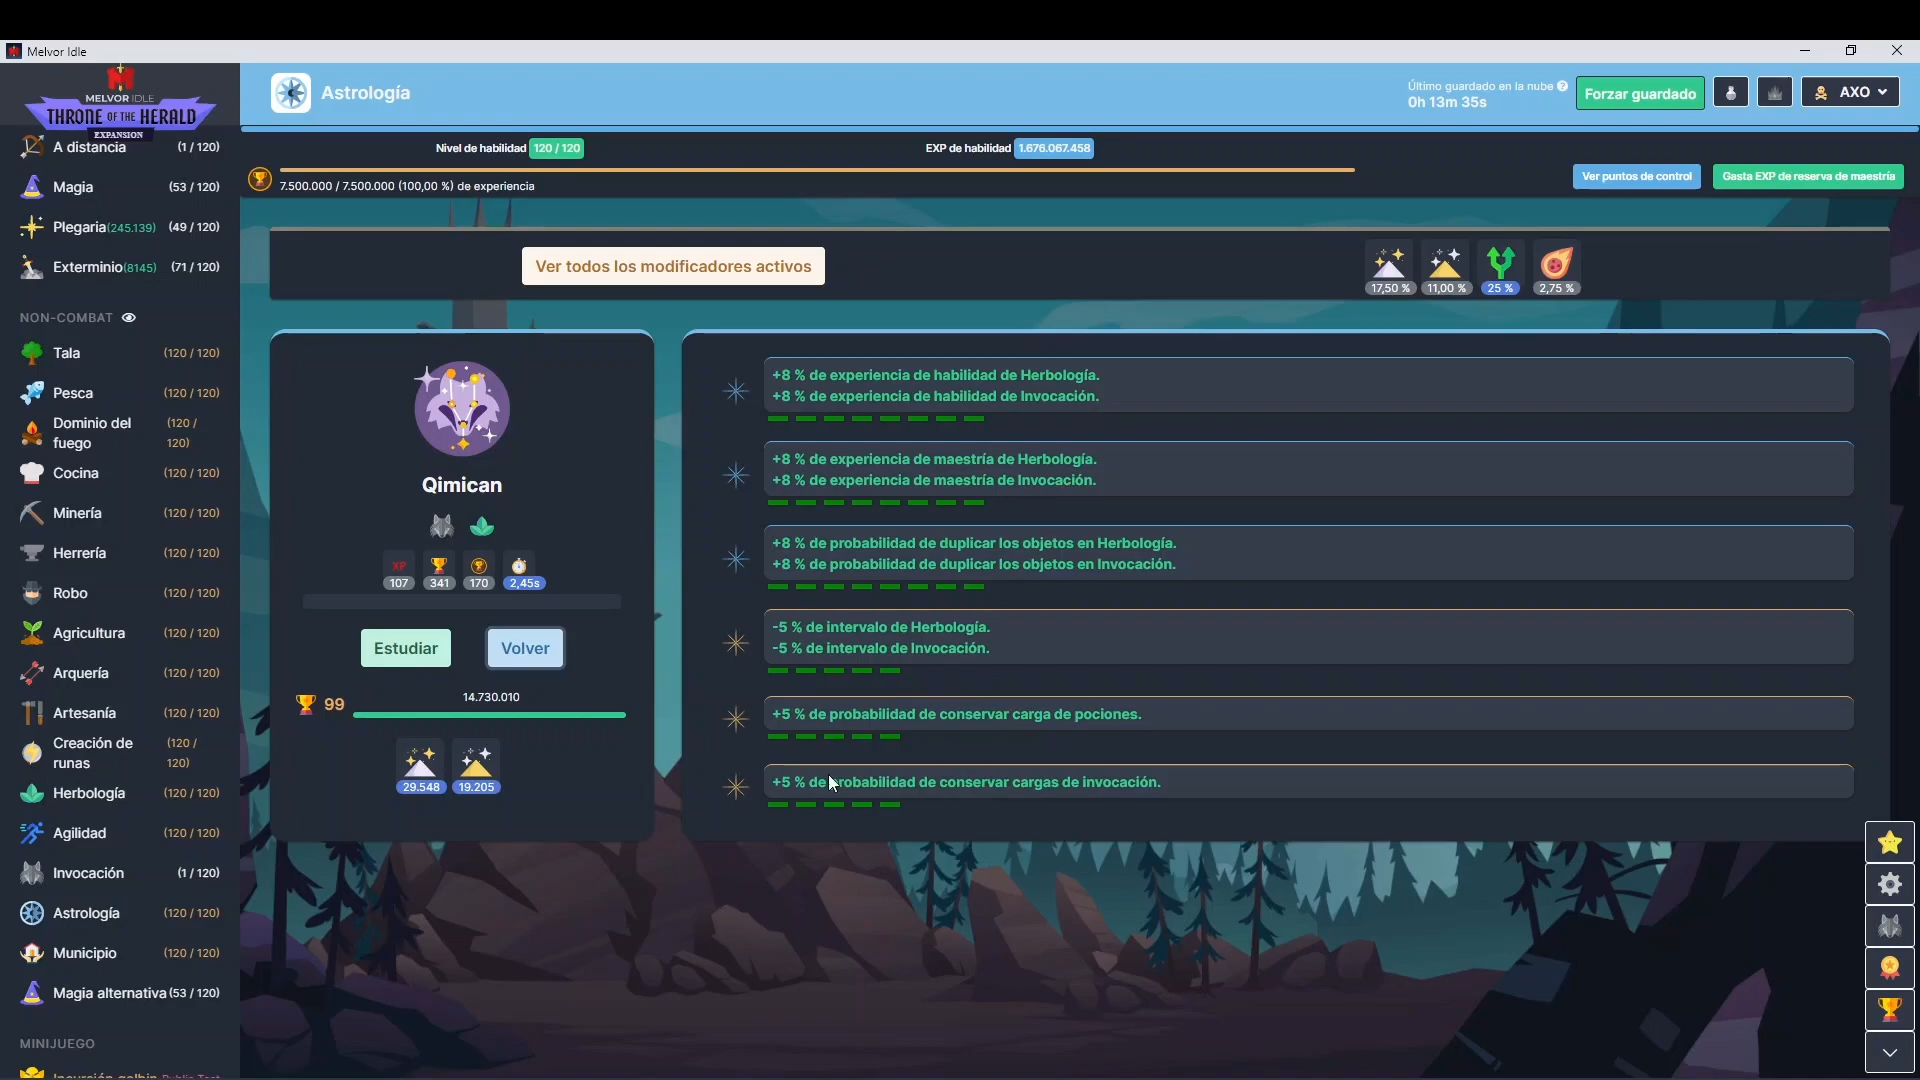 Melvor Idle
MELVOR IDLE
THRONE OF THE HERALD
EXPANSION
Astrología
Último guardado en la nube ?
0h 13m 35s
Forzar guardado
AXO
Nivel de habilidad 120 / 120
EXP de habilidad 1.676.067.458
7.500.000 / 7.500.000 (100,00 %) de experiencia
Ver puntos de control
Gasta EXP de reserva de maestría
A distancia (1 / 120)
Magia (53 / 120)
Plegaria(245.139) (49 / 120)
Exterminio(8145) (71 / 120)
NON-COMBAT
Tala (120 / 120)
Pesca (120 / 120)
Dominio del fuego (120 / 120)
Cocina (120 / 120)
Minería (120 / 120)
Herrería (120 / 120)
Robo (120 / 120)
Agricultura (120 / 120)
Arquería (120 / 120)
Artesanía (120 / 120)
Creación de runas (120 / 120)
Herbología (120 / 120)
Agilidad (120 / 120)
Invocación (1 / 120)
Astrología (120 / 120)
Municipio (120 / 120)
Magia alternativa (53 / 120)
MINIJUEGO
Ver todos los modificadores activos
17,50 %
11,00 %
25 %
2,75 %
Qimican
XP
107
341
170
2,45s
Estudiar
Volver
99
14.730.010
29.548
19.205
+8 % de experiencia de habilidad de Herbología.
+8 % de experiencia de habilidad de Invocación.
+8 % de experiencia de maestría de Herbología.
+8 % de experiencia de maestría de Invocación.
+8 % de probabilidad de duplicar los objetos en Herbología.
+8 % de probabilidad de duplicar los objetos en Invocación.
-5 % de intervalo de Herbología.
-5 % de intervalo de Invocación.
+5 % de probabilidad de conservar carga de pociones.
+5 % de probabilidad de conservar cargas de invocación.